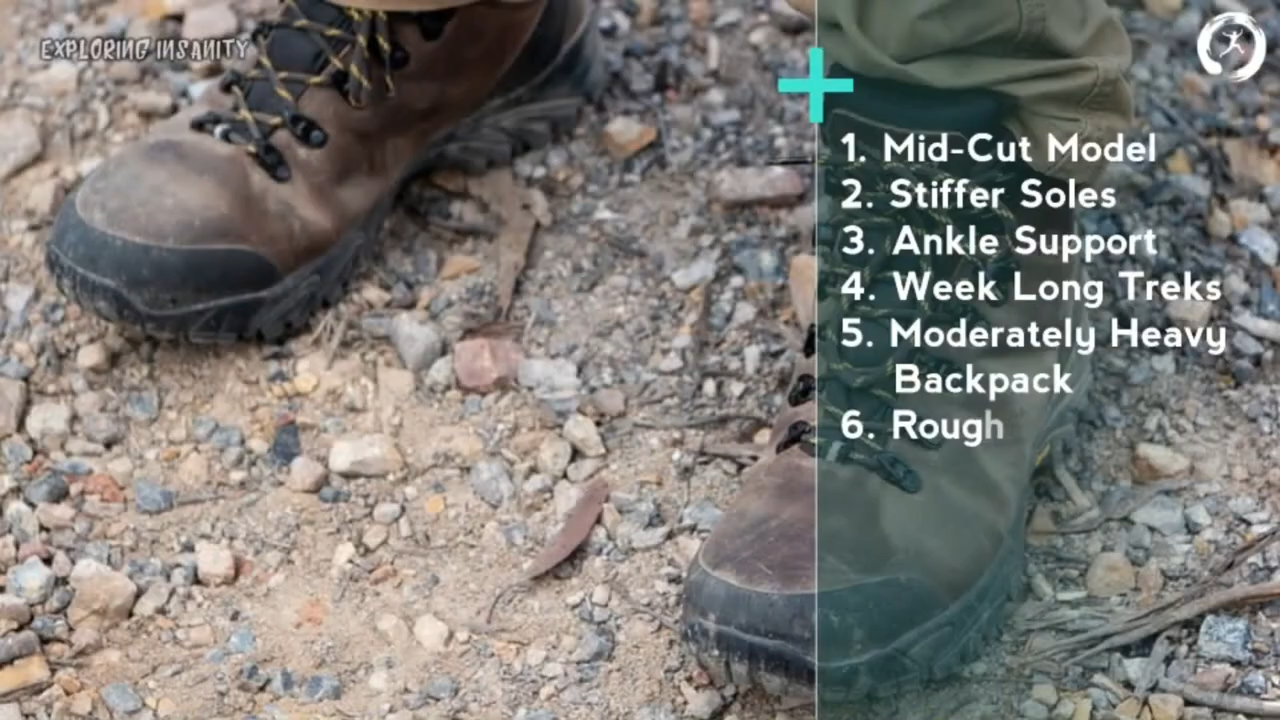 EXPLORING INSANITY
1. Mid-Cut Model
2. Stiffer Soles
3. Ankle Support
4. Week Long Treks
5. Moderately Heavy
Backpack
6. Rough